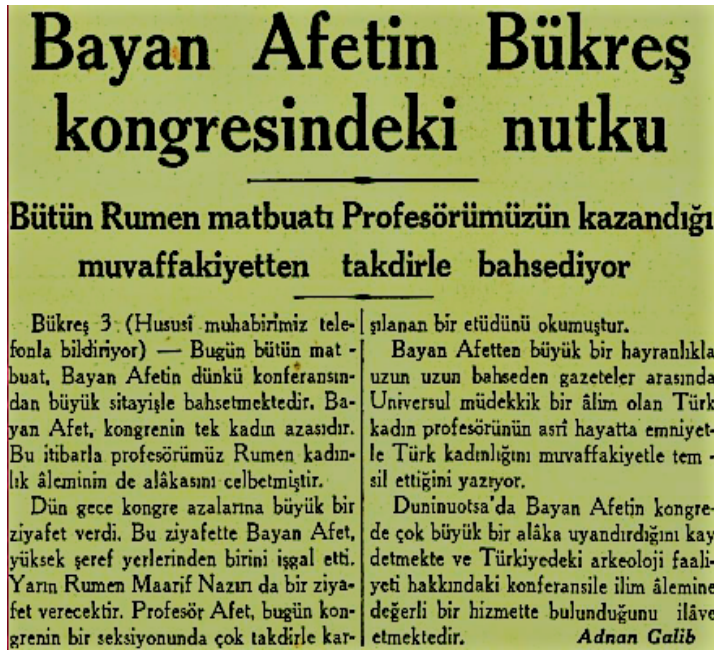 Bayan Afetin Bükreş
kongresindeki nutku
Bütün Rumen matbuatı Profesörümüzün kazandığı
muvaffakiyetten takdirle bahsediyor
Bükreş 3 (Hususî muhabirimiz tele-
fonla bildiriyor) — Bugün bütün mat -
buat, Bayan Afetin dünkü konferansın-
dan büyük sitayişle bahsetmektedir. Ba-
yan Afet, kongrenin tek kadın azasıdır.
Bu itibarla profesörümüz Rumen kadın-
lık âleminin de alâkasını celbetmiştir.
Dün gece kongre azalarına büyük bir
ziyafet verdi. Bu ziyafette Bayan Afet,
yüksek şeref yerlerinden birini işgal etti.
Yarın Rumen Maarif Nazırı da bir ziya-
fet verecektir. Profesör Afet, bugün kon-
grenin bir seksiyonunda çok takdirle kar-
şılanan bir etüdünü okumuştur.
Bayan Afetten büyük bir hayranlıkla
uzun uzun bahseden gazeteler arasında
Universul müdekkik bir âlim olan Türk
kadın profesörünün asrî hayatta emniyet-
le Türk kadınlığını muvaffakiyetle tem -
sil ettiğini yazıyor.
Duninuotsa'da Bayan Afetin kongre-
de çok büyük bir alâka uyandırdığını kay
detmekte ve Türkiyedeki arkeoloji faali-
yeti hakkındaki konferansile ilim âlemine
değerli bir hizmette bulunduğunu ilâve
etmektedir. Adnan Galib